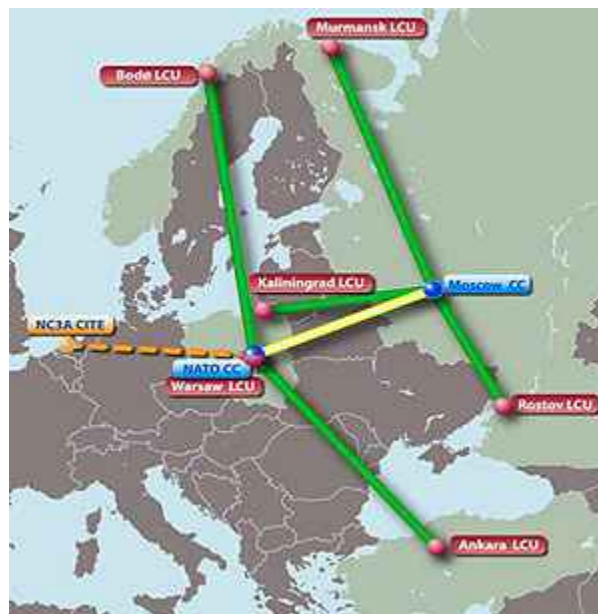 Murmansk LCU
Bodø LCU
Kaliningrad LCU
Moscow CC
NC3A CITE
NATO CC
Warsaw LCU
Rostov LCU
Ankara LCU